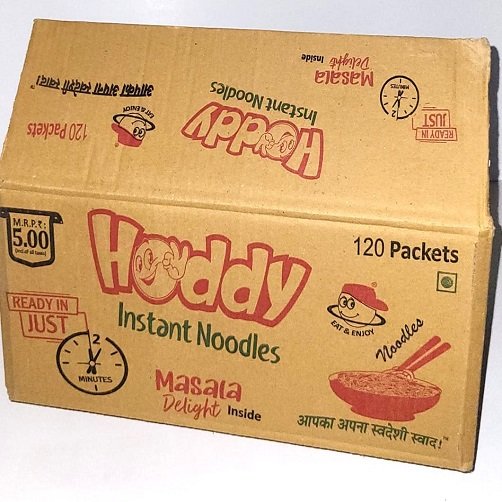 आपका अपना स्वदेशी स्वाद!
Masala
Delight Inside
2
MINUTES
120 Packets
EAT & ENJOY
Instant Noodles
Hoddy
READY IN
JUST
M.R.P.₹:
5.00
(incl. of all taxes)
Hoddy
120 Packets
Instant Noodles
EAT & ENJOY
READY IN
JUST
2
MINUTES
Noodles
Masala
Delight Inside
आपका अपना स्वदेशी स्वाद!™